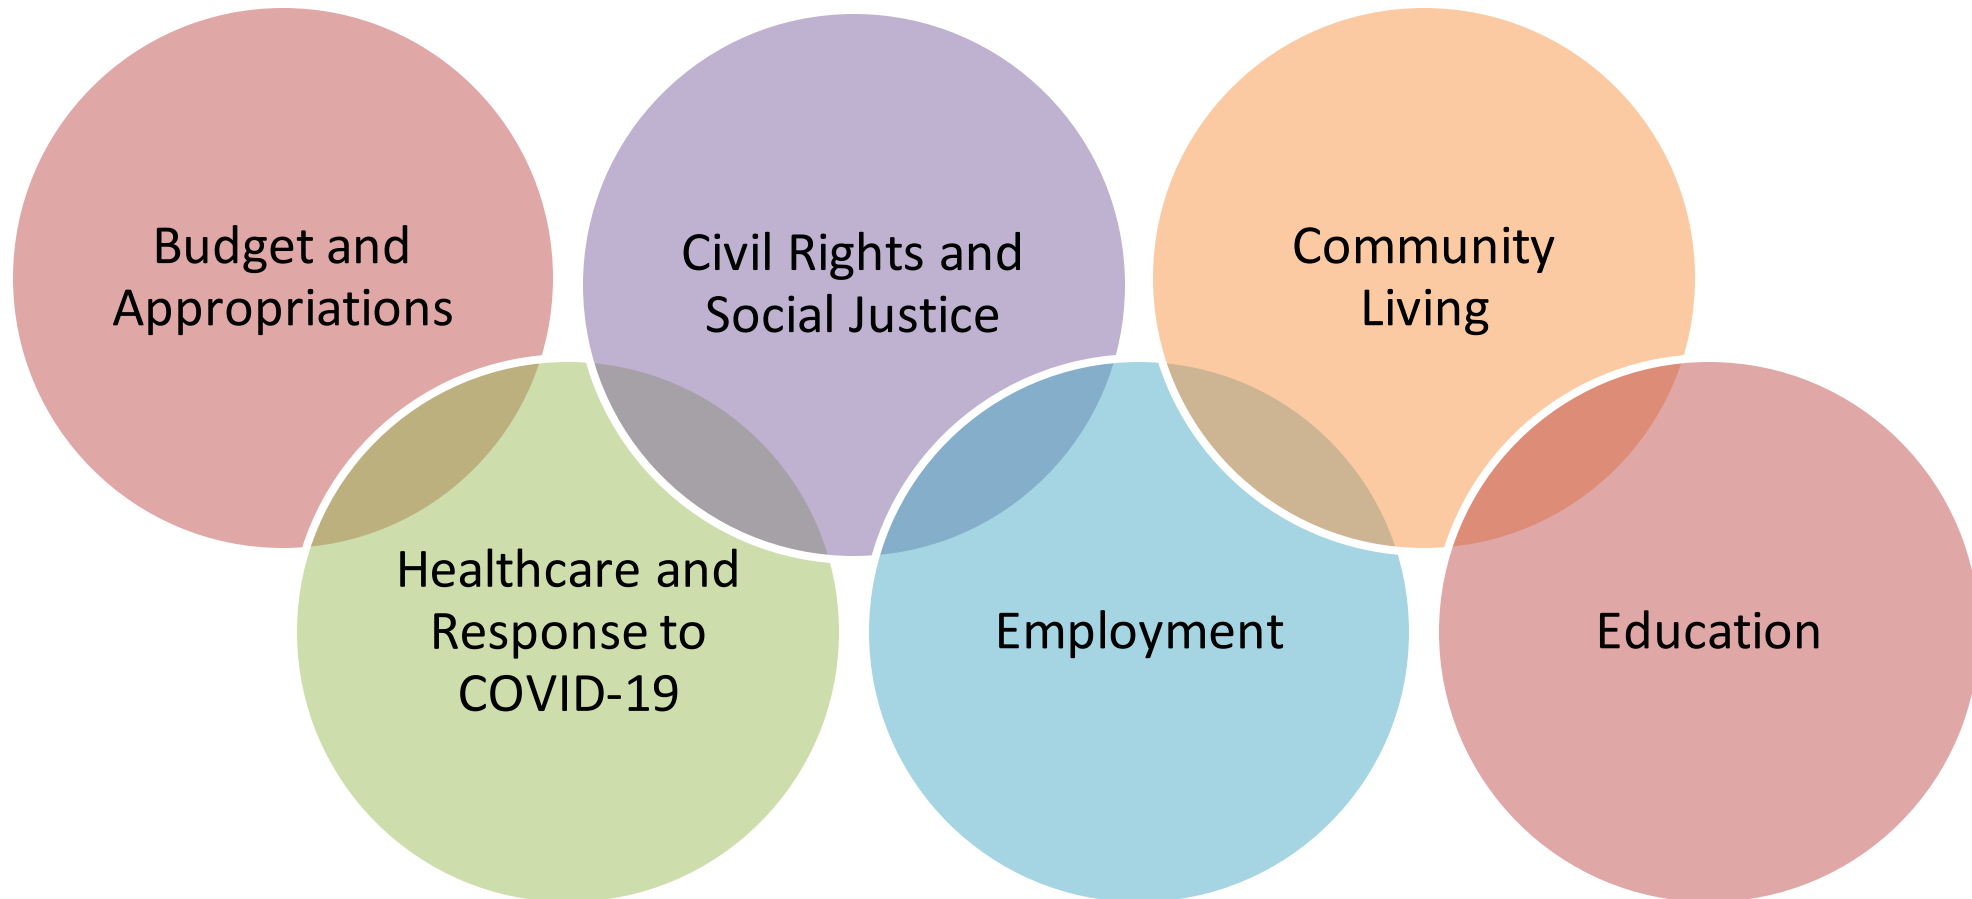 Budget and
Appropriations
Civil Rights and
Social Justice
Community
Living
Healthcare and
Response to
COVID-19
Employment
Education